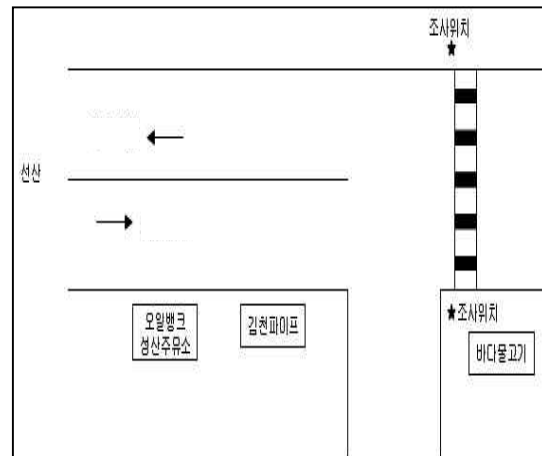 조사위치
★
선산
오일뱅크
성산주유소
김천파이프
★조사위치
바다물고기